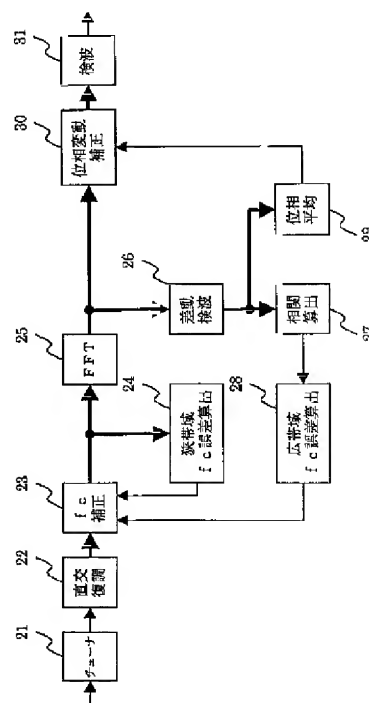 21
チューナ
22
直交
復調
23
fc
補正
24
狭帯域
fc誤差算出
25
FFT
26
差動
検波
27
相関
算出
28
広帯域
fc誤差算出
29
位相
平均
30
位相変動
補正
31
検波